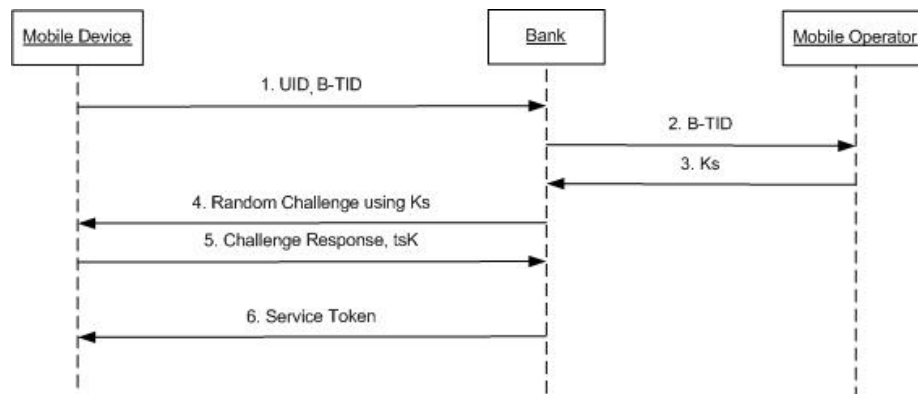 Mobile Device
Bank
Mobile Operator
1. UID, B-TID
2. B-TID
3. Ks
4. Random Challenge using Ks
5. Challenge Response, tsK
6. Service Token